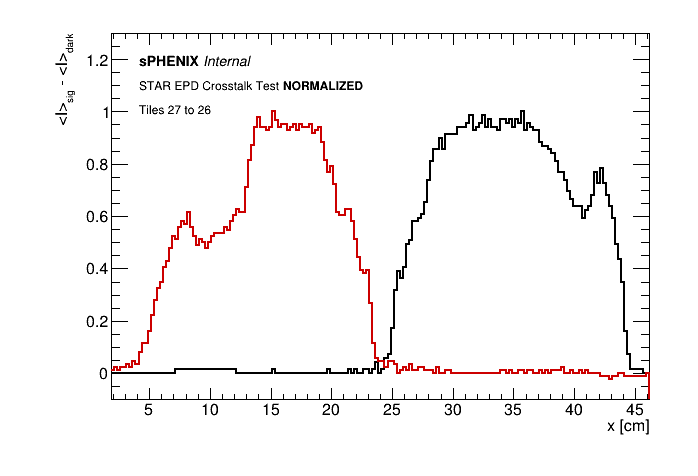 <I>sig - <I>dark
sPHENIX Internal
STAR EPD Crosstalk Test NORMALIZED
Tiles 27 to 26
1.2
1
0.8
0.6
0.4
0.2
0
5 10 15 20 25 30 35 40 45
x [cm]